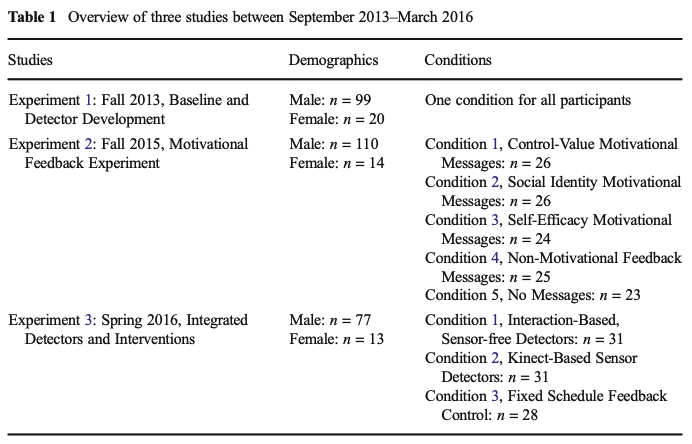 Table 1 Overview of three studies between September 2013–March 2016
Studies Demographics Conditions
Experiment 1: Fall 2013, Baseline and Male: n = 99 One condition for all participants
Detector Development Female: n = 20
Experiment 2: Fall 2015, Motivational Male: n = 110 Condition 1, Control-Value Motivational
Feedback Experiment Female: n = 14 Messages: n = 26
Condition 2, Social Identity Motivational
Messages: n = 26
Condition 3, Self-Efficacy Motivational
Messages: n = 24
Condition 4, Non-Motivational Feedback
Messages: n = 25
Condition 5, No Messages: n = 23
Experiment 3: Spring 2016, Integrated Male: n = 77 Condition 1, Interaction-Based,
Detectors and Interventions Female: n = 13 Sensor-free Detectors: n = 31
Condition 2, Kinect-Based Sensor
Detectors: n = 31
Condition 3, Fixed Schedule Feedback
Control: n = 28